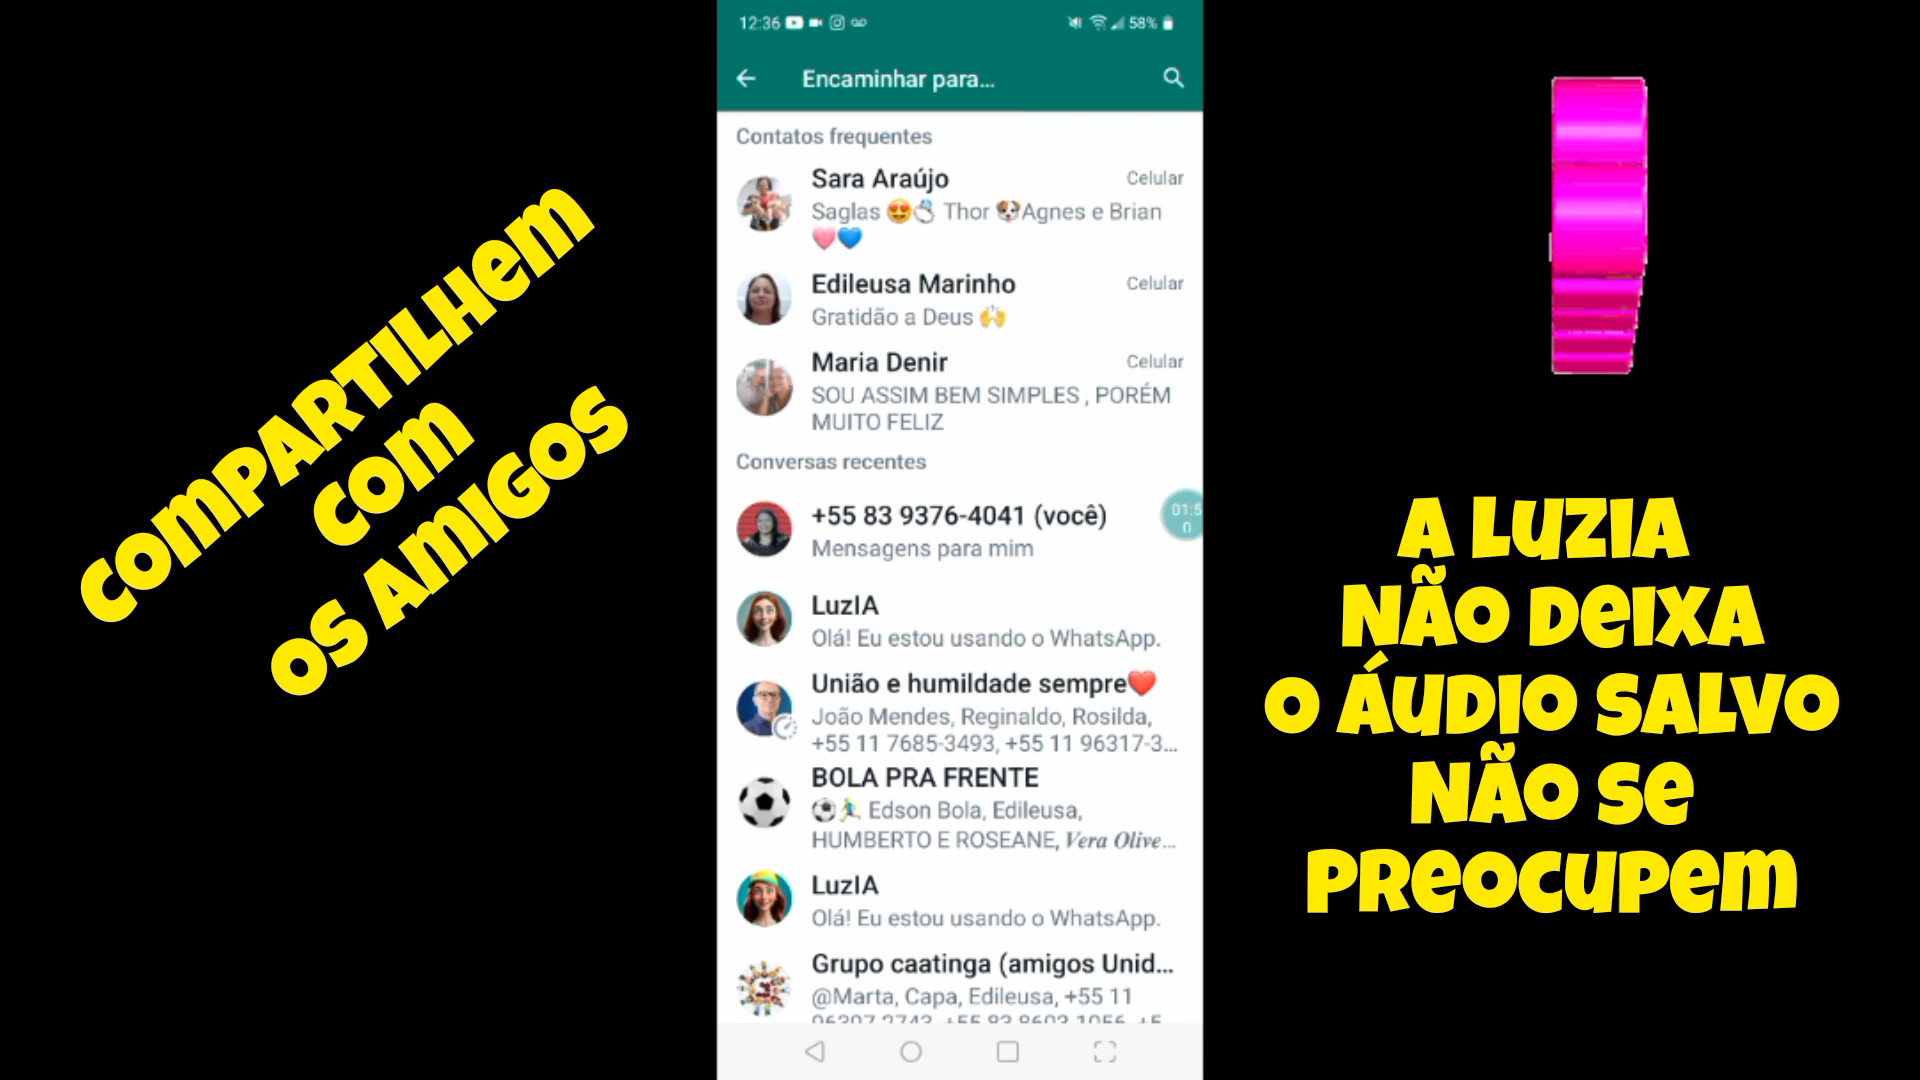 COMPARTILHEM
COM
OS AMIGOS
12:36
58%
Encaminhar para...
Contatos frequentes
Sara Araújo
Celular
Saglas 😍💍 Thor 🐶Agnes e Brian
🩷💙
Edileusa Marinho
Celular
Gratidão a Deus 🙌
Maria Denir
Celular
SOU ASSIM BEM SIMPLES , PORÉM
MUITO FELIZ
Conversas recentes
+55 83 9376-4041 (você)
Mensagens para mim
01:5
0
LuzIA
Olá! Eu estou usando o WhatsApp.
União e humildade sempre❤️
João Mendes, Reginaldo, Rosilda,
+55 11 7685-3493, +55 11 96317-3...
BOLA PRA FRENTE
⚽🏃 Edson Bola, Edileusa,
HUMBERTO E ROSEANE, Vera Olive...
LuzIA
Olá! Eu estou usando o WhatsApp.
Grupo caatinga (amigos Unid...
@Marta, Capa, Edileusa, +55 11
A LUZIA
NÃO DEIXA
O ÁUDIO SALVO
NÃO SE
PREOCUPEM